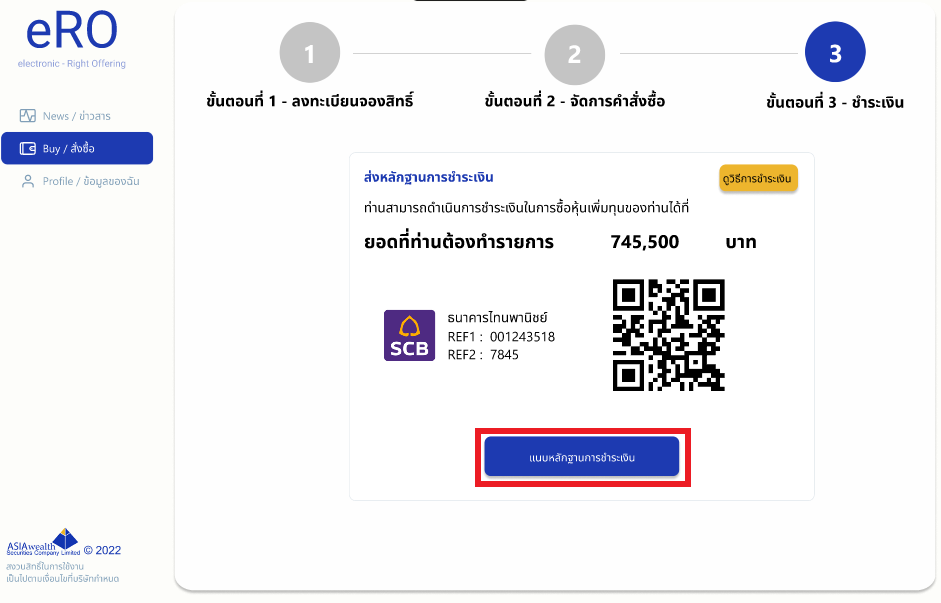 eRO
electronic - Right Offering
News / ข่าวสาร
Buy / สั่งซื้อ
Profile / ข้อมูลของฉัน
1
2
3
ขั้นตอนที่ 1 - ลงทะเบียนจองสิทธิ์
ขั้นตอนที่ 2 - จัดการคำสั่งซื้อ
ขั้นตอนที่ 3 - ชำระเงิน
ส่งหลักฐานการชำระเงิน
ดูวิธีการชำระเงิน
ท่านสามารถดำเนินการชำระเงินในการซื้อหุ้นเพิ่มทุนของท่านได้ที่
ยอดที่ท่านต้องทำรายการ 745,500 บาท
SCB
ธนาคารไทนพานิชย์
REF1 : 001243518
REF2 : 7845
แนบหลักฐานการชำระเงิน
ASIAwealth
Securities Company Limited © 2022
สงวนสิทธิ์ในการใช้งาน
เป็นไปตามเงื่อนไขที่บริษัทกำหนด